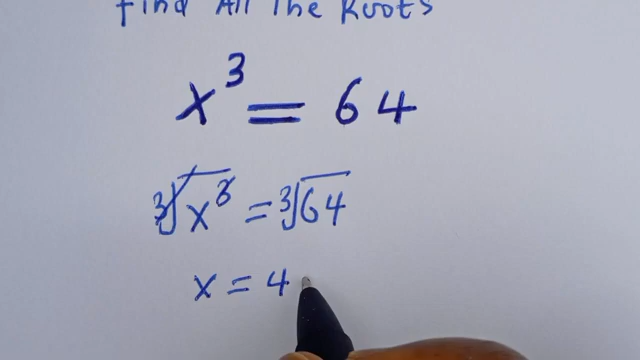 Find All The Roots
x³ = 64
∛x³ = ∛64
x = 4